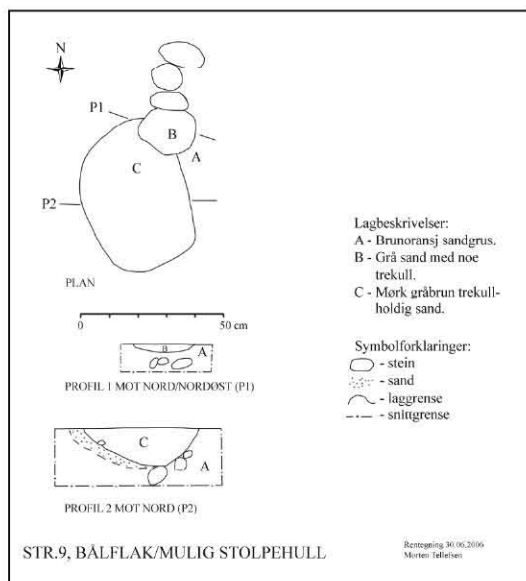 N
P1
B
A
C
P2
PLAN
0 50 cm
B
A
PROFIL 1 MOT NORD/NORDØST (P1)
C
A
PROFIL 2 MOT NORD (P2)
Lagbeskrivelser:
A - Brunoransj sandgrus.
B - Grå sand med noe
trekull.
C - Mørk gråbrun trekull-
holdig sand.
Symbolforklaringer:
- stein
- sand
- laggrense
- snittgrense
STR.9, BÅLFLAK/MULIG STOLPEHULL
Rentegning 30.06.2006
Morten Tellefsen